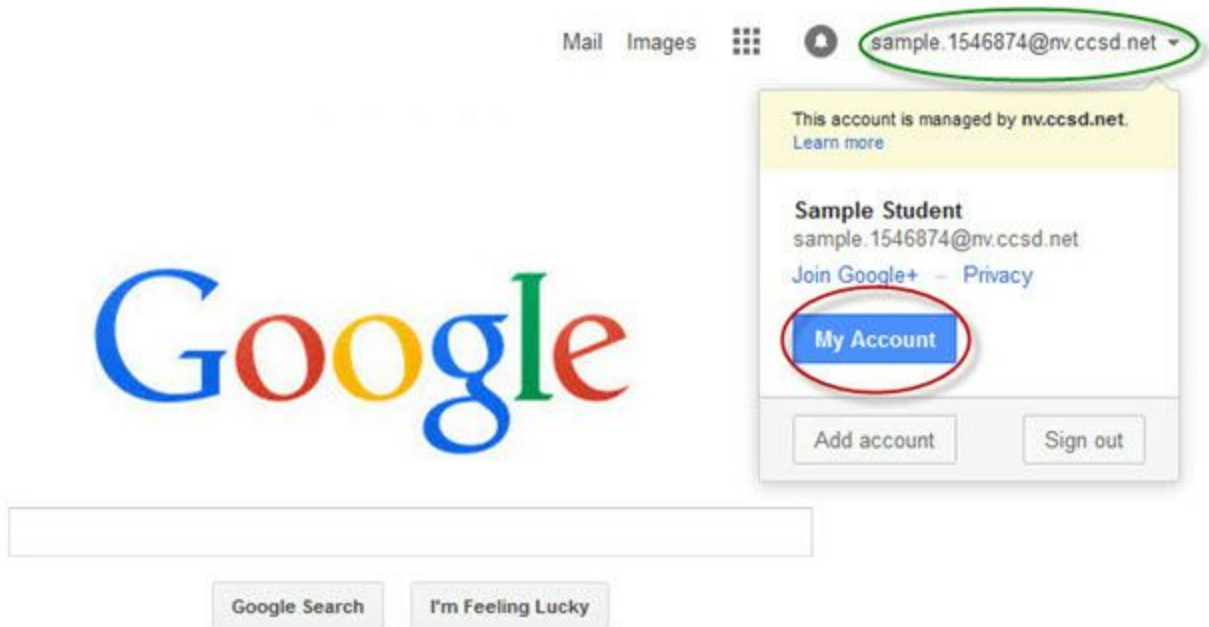 Mail Images sample.1546874@nv.ccsd.net
This account is managed by nv.ccsd.net.
Learn more
Sample Student
sample.1546874@nv.ccsd.net
Join Google+ – Privacy
My Account
Add account Sign out
Google
Google Search I'm Feeling Lucky